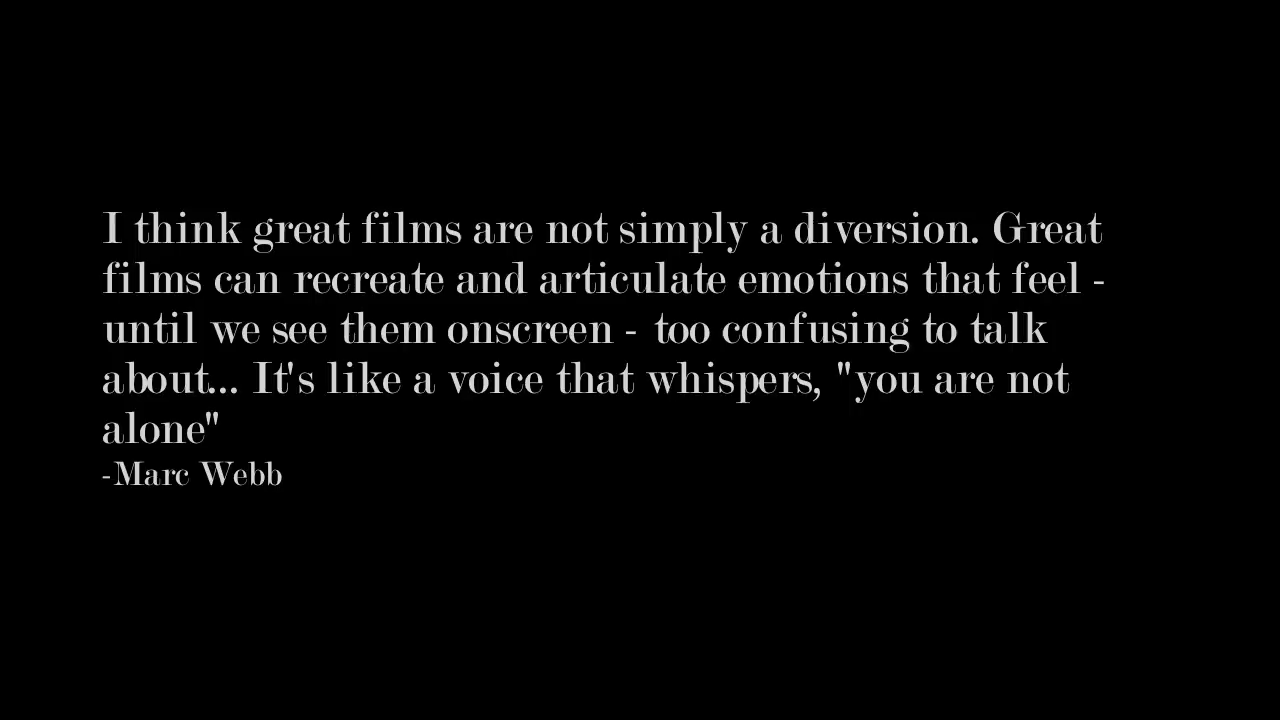 I think great films are not simply a diversion. Great
films can recreate and articulate emotions that feel -
until we see them onscreen - too confusing to talk
about... It's like a voice that whispers, "you are not
alone"
-Marc Webb